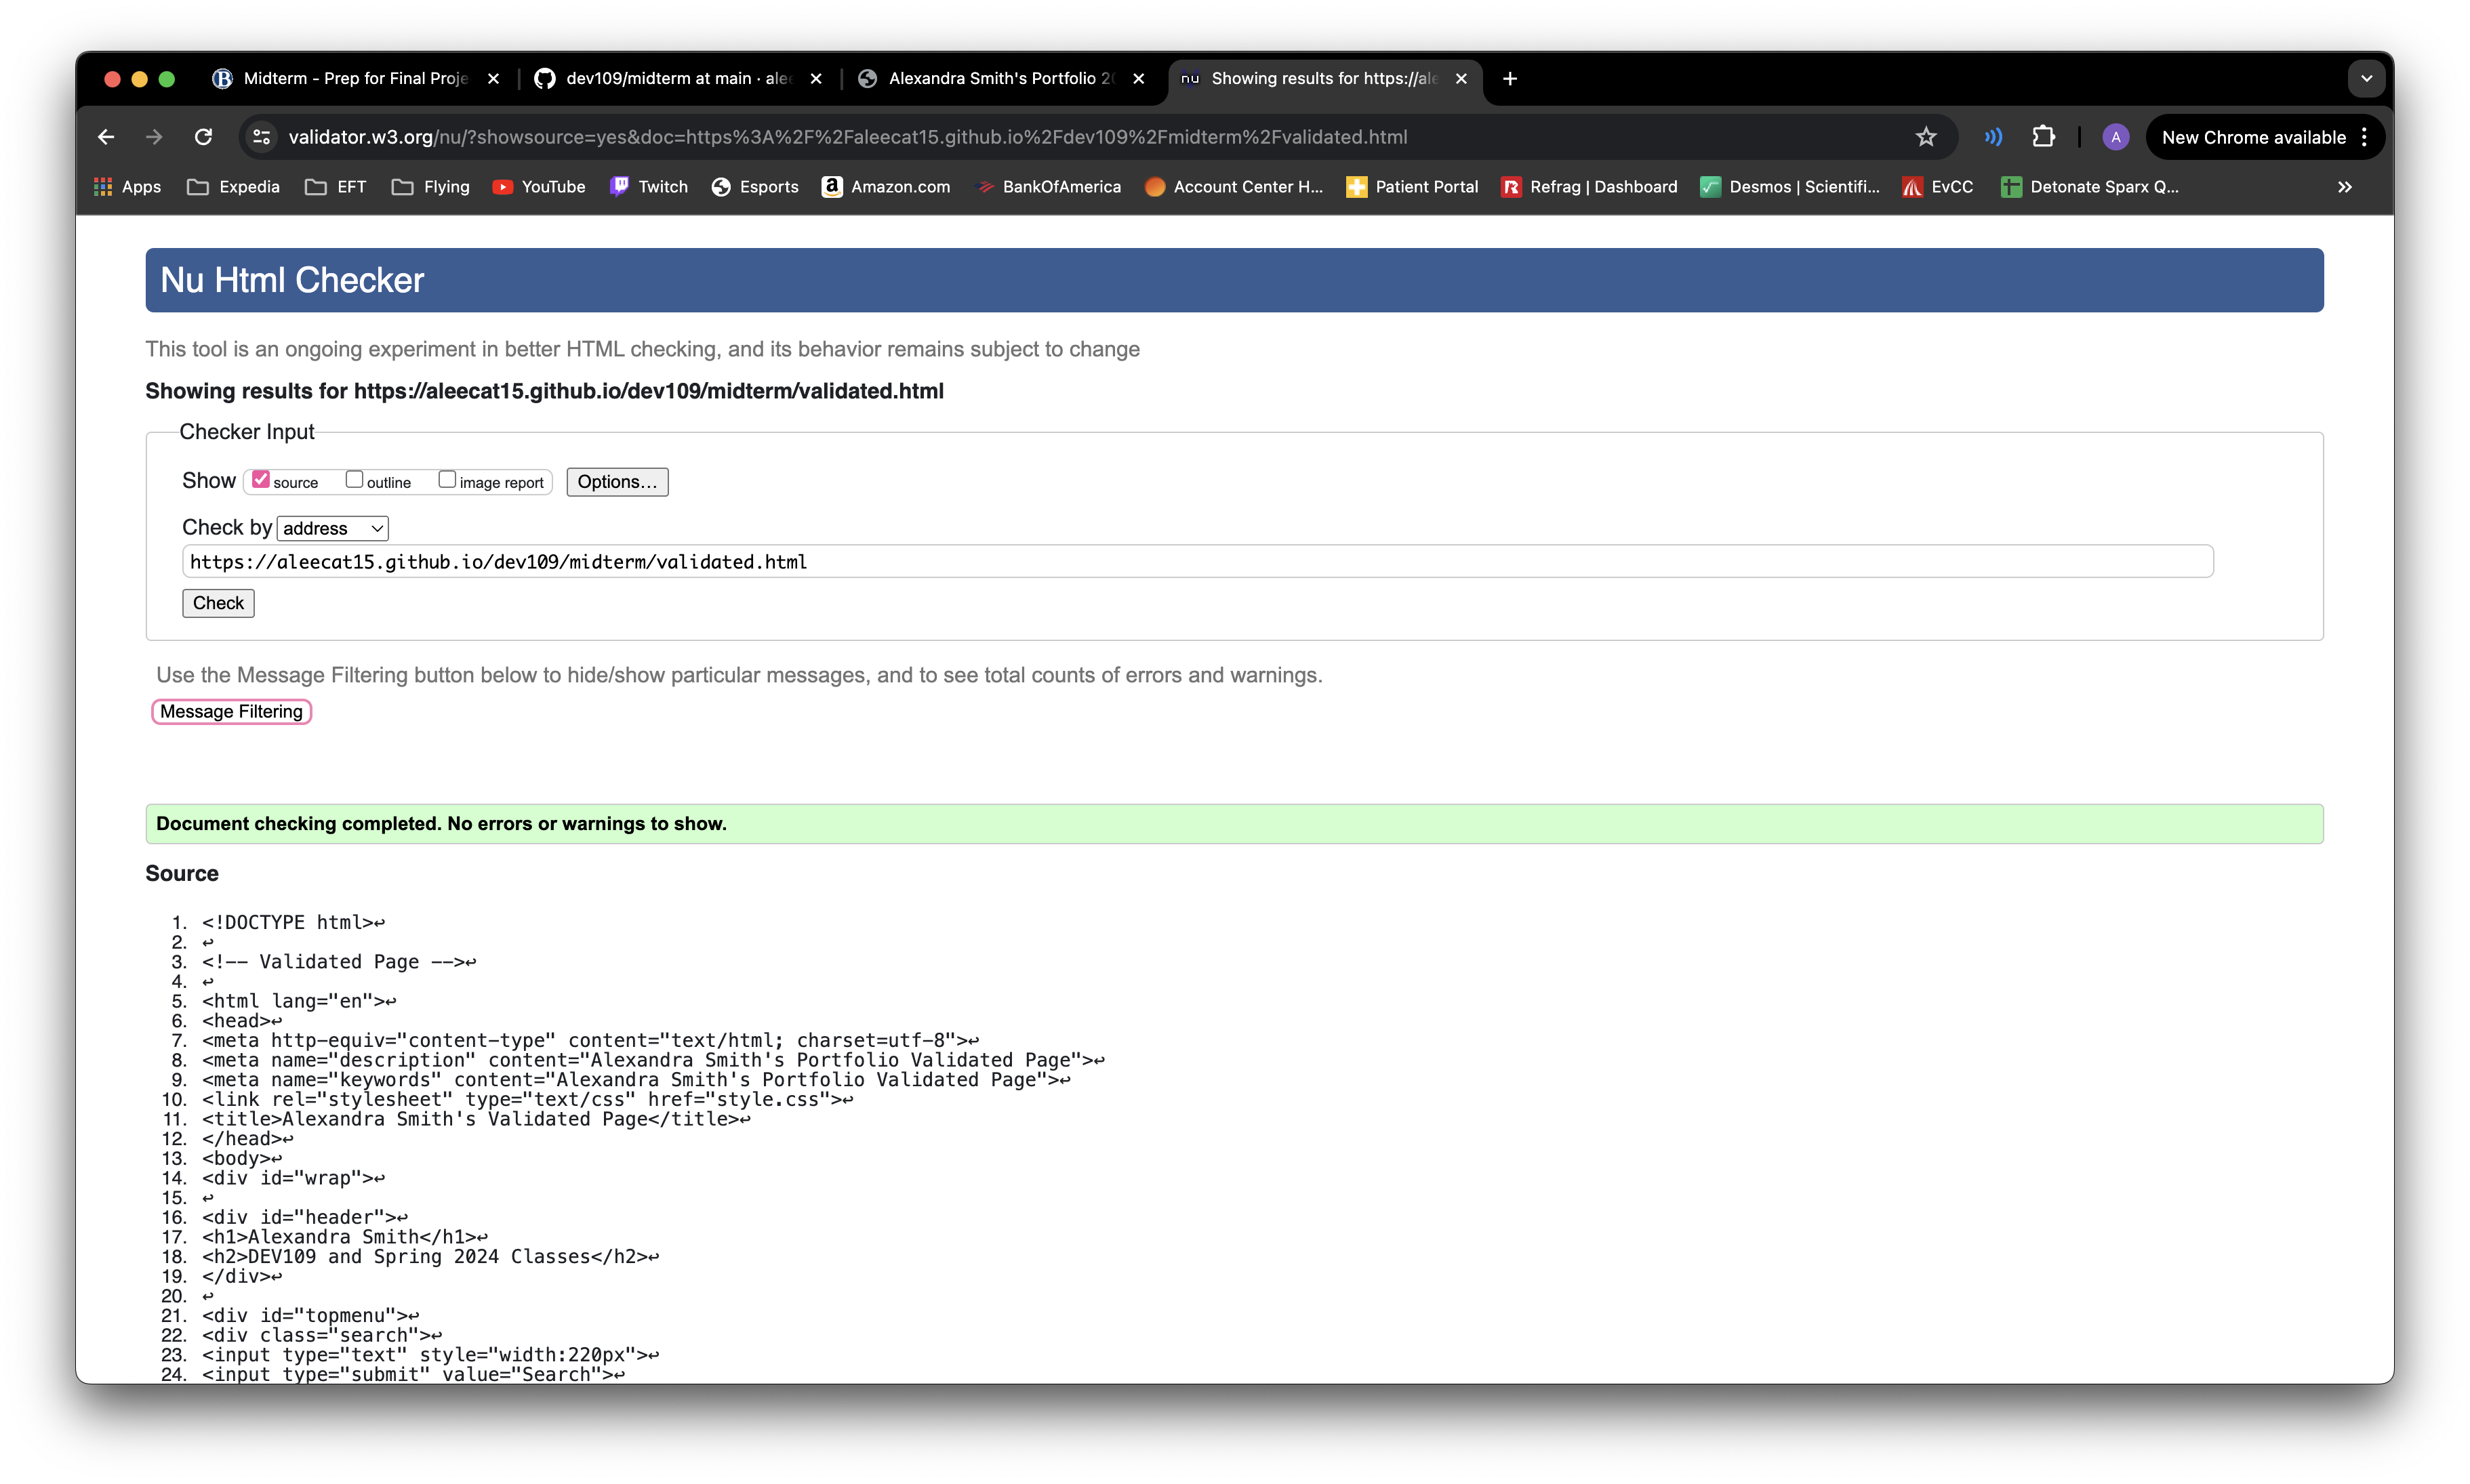 Midterm - Prep for Final Proje
dev109/midterm at main · alee
Alexandra Smith's Portfolio 20
nu Showing results for https://ale
validator.w3.org/nu/?showsource=yes&doc=https%3A%2F%2Faleecat15.github.io%2Fdev109%2Fmidterm%2Fvalidated.html
A
New Chrome available
Apps Expedia EFT Flying YouTube Twitch Esports Amazon.com BankOfAmerica Account Center H... Patient Portal Refrag | Dashboard Desmos | Scientifi... EvCC Detonate Sparx Q...
Nu Html Checker
This tool is an ongoing experiment in better HTML checking, and its behavior remains subject to change
Showing results for https://aleecat15.github.io/dev109/midterm/validated.html
Checker Input
Show source outline image report Options...
Check by address
https://aleecat15.github.io/dev109/midterm/validated.html
Check
Use the Message Filtering button below to hide/show particular messages, and to see total counts of errors and warnings.
Message Filtering
Document checking completed. No errors or warnings to show.
Source
1. <!DOCTYPE html>↩
2. ↩
3. <!-- Validated Page -->↩
4. ↩
5. <html lang="en">↩
6. <head>↩
7. <meta http-equiv="content-type" content="text/html; charset=utf-8">↩
8. <meta name="description" content="Alexandra Smith's Portfolio Validated Page">↩
9. <meta name="keywords" content="Alexandra Smith's Portfolio Validated Page">↩
10. <link rel="stylesheet" type="text/css" href="style.css">↩
11. <title>Alexandra Smith's Validated Page</title>↩
12. </head>↩
13. <body>↩
14. <div id="wrap">↩
15. ↩
16. <div id="header">↩
17. <h1>Alexandra Smith</h1>↩
18. <h2>DEV109 and Spring 2024 Classes</h2>↩
19. </div>↩
20. ↩
21. <div id="topmenu">↩
22. <div class="search">↩
23. <input type="text" style="width:220px">↩
24. <input type="submit" value="Search">↩